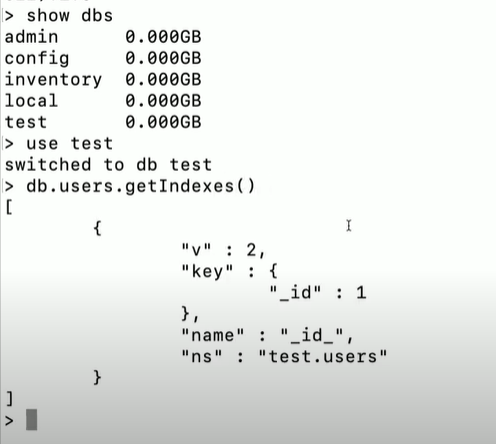 > show dbs
admin      0.000GB
config     0.000GB
inventory  0.000GB
local      0.000GB
test       0.000GB
> use test
switched to db test
> db.users.getIndexes()
[
        {
                "v" : 2,
                "key" : {
                        "_id" : 1
                },
                "name" : "_id_",
                "ns" : "test.users"
        }
]
>